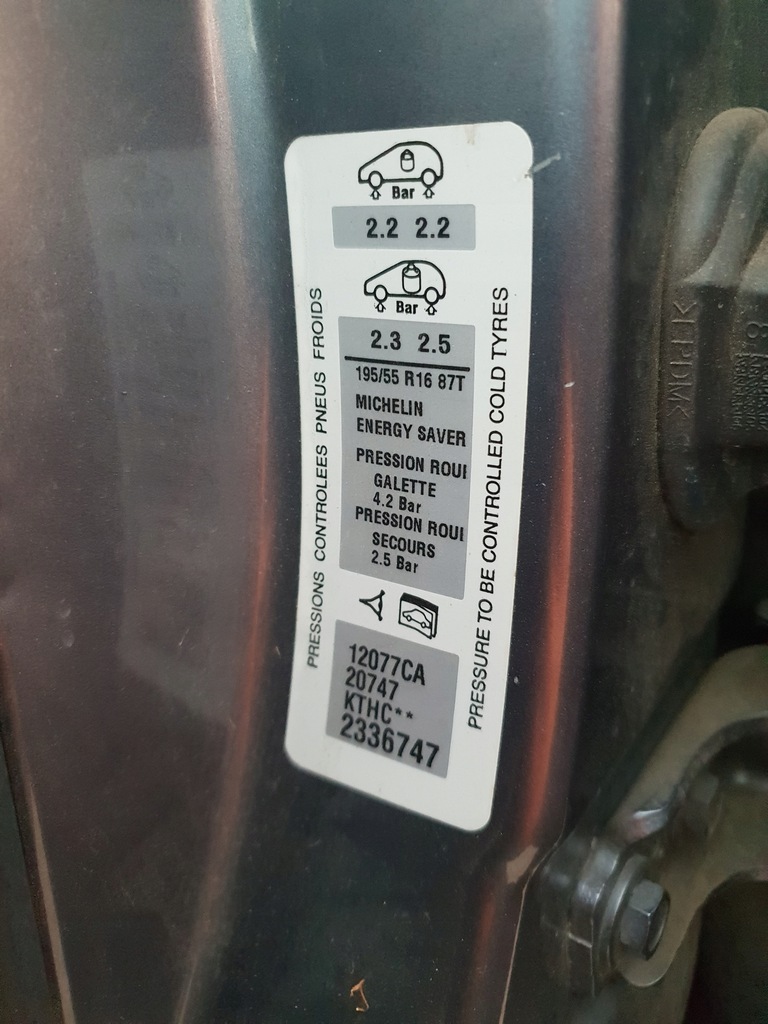 Bar
2.2 2.2
Bar
2.3 2.5
195/55 R16 87T
MICHELIN
ENERGY SAVER
PRESSION ROUI
GALETTE
4.2 Bar
PRESSION ROUI
SECOURS
2.5 Bar
12077CA
20747
KTHC**
2336747
PRESSIONS CONTROLEES PNEUS FROIDS
PRESSURE TO BE CONTROLLED COLD TYRES
>EPDM<